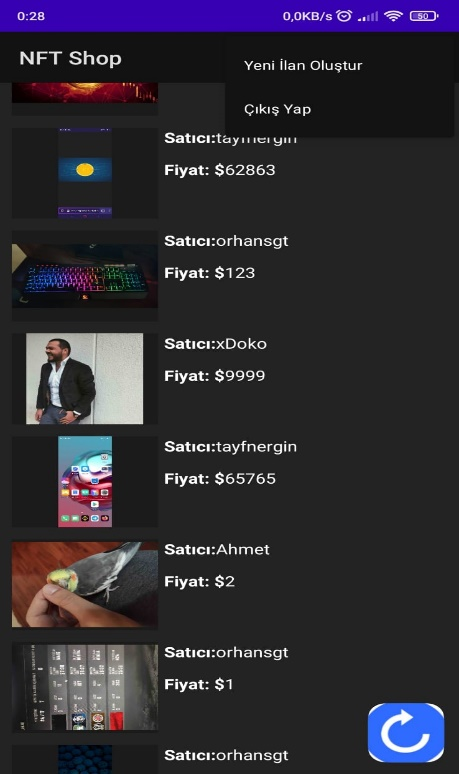 0:28
0,0KB/s
50
NFT Shop
Yeni İlan Oluştur
Çıkış Yap
Satıcı:tayfnergin
Fiyat: $62863
Satıcı:orhansgt
Fiyat: $123
Satıcı:xDoko
Fiyat: $9999
Satıcı:tayfnergin
Fiyat: $65765
Satıcı:Ahmet
Fiyat: $2
Satıcı:orhansgt
Fiyat: $1
Satıcı:orhansgt